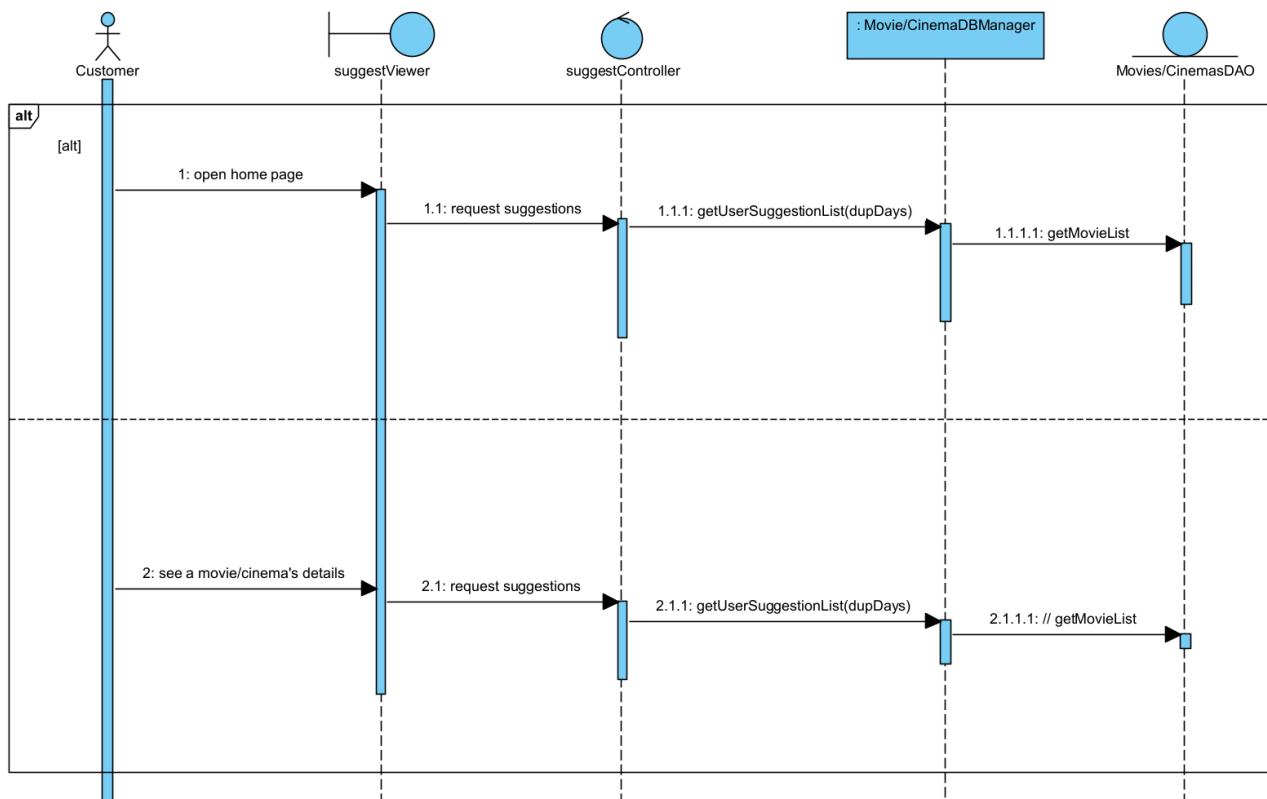 : Movie/CinemaDBManager
Customer
suggestViewer
suggestController
Movies/CinemasDAO
alt
[alt]
1: open home page
1.1: request suggestions
1.1.1: getUserSuggestionList(dupDays)
1.1.1.1: getMovieList
2: see a movie/cinema's details
2.1: request suggestions
2.1.1: getUserSuggestionList(dupDays)
2.1.1.1: // getMovieList